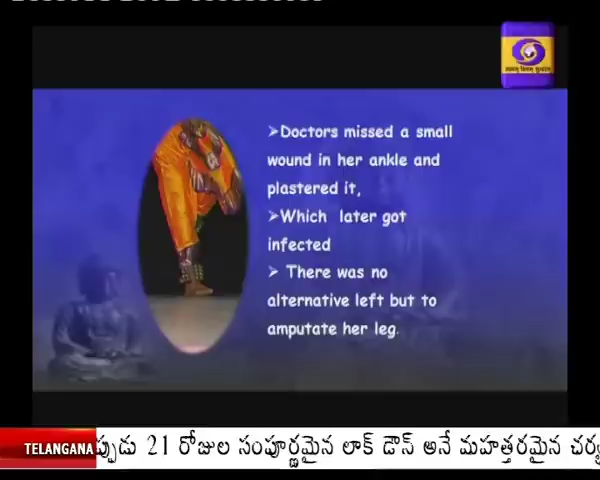 ➢Doctors missed a small
wound in her ankle and
plastered it,
➢Which later got
infected
➢ There was no
alternative left but to
amputate her leg.
TELANGANA
ప్పుడు 21 రోజుల సంపూర్ణమైన లాక్ డౌన్ అనే మహత్తరమైన